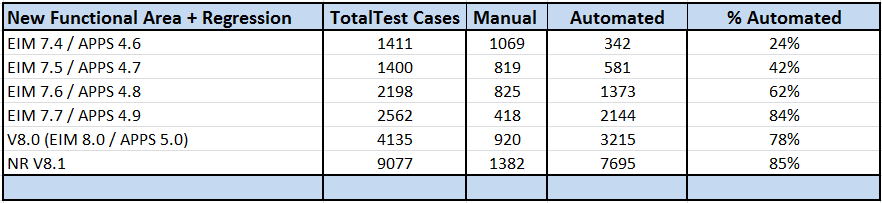 New Functional Area + Regression TotalTest Cases Manual Automated % Automated
EIM 7.4 / APPS 4.6 1411 1069 342 24%
EIM 7.5 / APPS 4.7 1400 819 581 42%
EIM 7.6 / APPS 4.8 2198 825 1373 62%
EIM 7.7 / APPS 4.9 2562 418 2144 84%
V8.0 (EIM 8.0 / APPS 5.0) 4135 920 3215 78%
NR V8.1 9077 1382 7695 85%